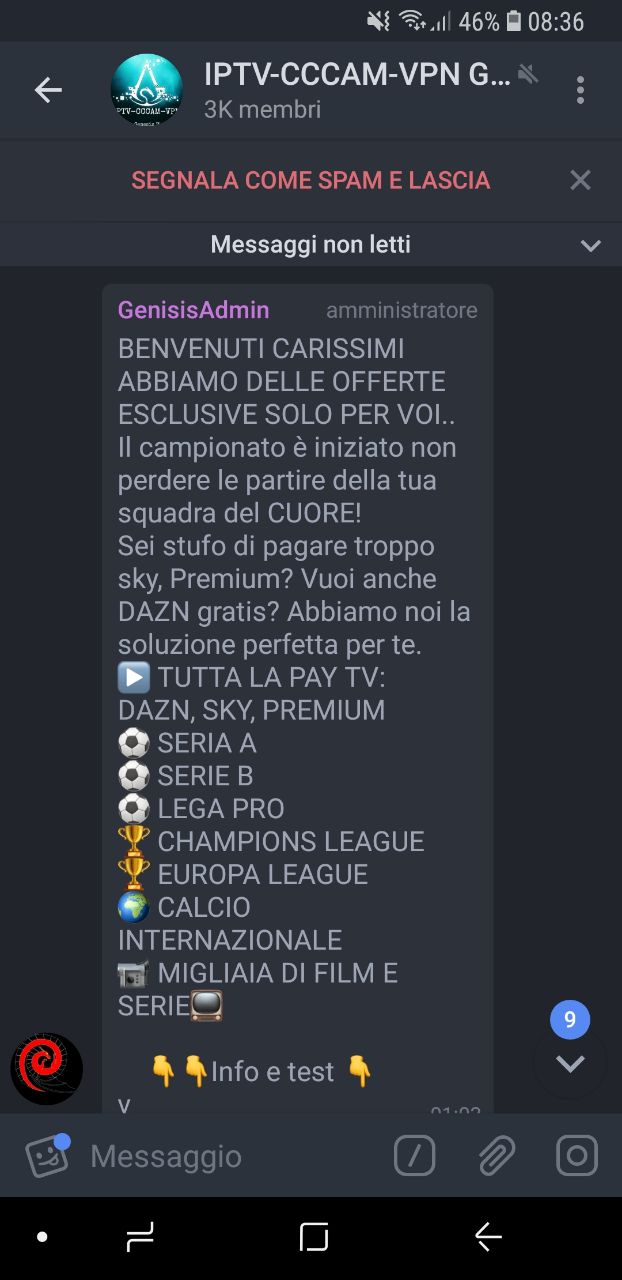 46% 08:36
IPTV-CCCAM-VPN G...
3K membri
SEGNALA COME SPAM E LASCIA
Messaggi non letti
GenisisAdmin amministratore
BENVENUTI CARISSIMI
ABBIAMO DELLE OFFERTE
ESCLUSIVE SOLO PER VOI..
Il campionato è iniziato non
perdere le partire della tua
squadra del CUORE!
Sei stufo di pagare troppo
sky, Premium? Vuoi anche
DAZN gratis? Abbiamo noi la
soluzione perfetta per te.
▶️ TUTTA LA PAY TV:
DAZN, SKY, PREMIUM
⚽ SERIA A
⚽ SERIE B
⚽ LEGA PRO
🏆 CHAMPIONS LEAGUE
🏆 EUROPA LEAGUE
🌍 CALCIO
INTERNAZIONALE
📹 MIGLIAIA DI FILM E
SERIE📺
9
👇👇Info e test 👇
Messaggio